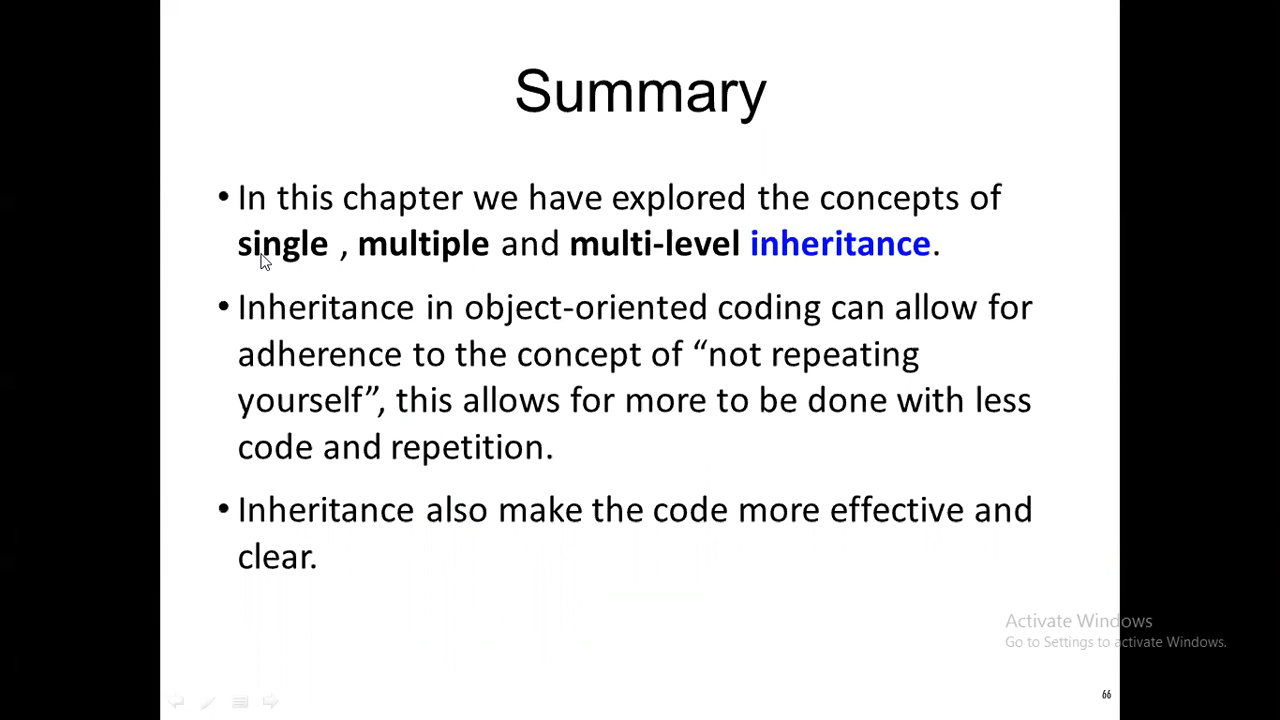 Summary
• In this chapter we have explored the concepts of
single , multiple and multi-level inheritance.
• Inheritance in object-oriented coding can allow for
adherence to the concept of “not repeating
yourself”, this allows for more to be done with less
code and repetition.
• Inheritance also make the code more effective and
clear.
Activate Windows
Go to Settings to activate Windows.
66